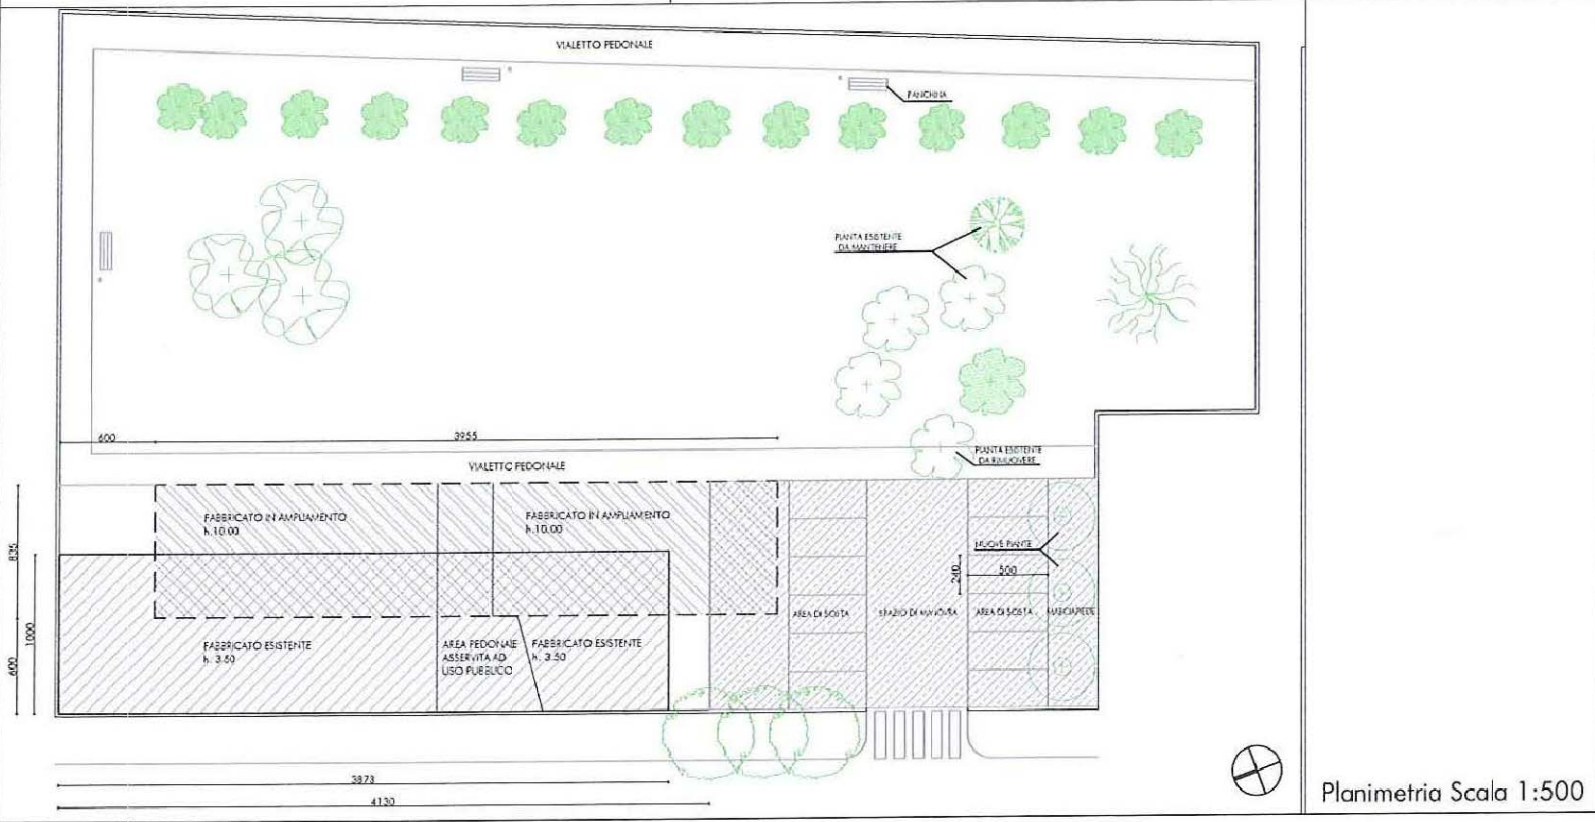 VIALETTO PEDONALE
PANCHINA
PIANTA ESISTENTE
DA MANTENERE
600
3955
PIANTA ESISTENTE
DA RIMUOVERE
VIALETTO PEDONALE
FABBRICATO IN AMPLIAMENTO
h.10.00
FABBRICATO IN AMPLIAMENTO
h.10.00
NUOVE PIANTE
835
240
500
AREA DI SOSTA
SPAZIO DI MANOVRA
AREA DI SOSTA
MARCIAPIEDE
1000
600
FABBRICATO ESISTENTE
h. 3.50
AREA PEDONALE
ASSERVITA AD
USO PUBBLICO
FABBRICATO ESISTENTE
h. 3.50
3873
4130
Planimetria Scala 1:500